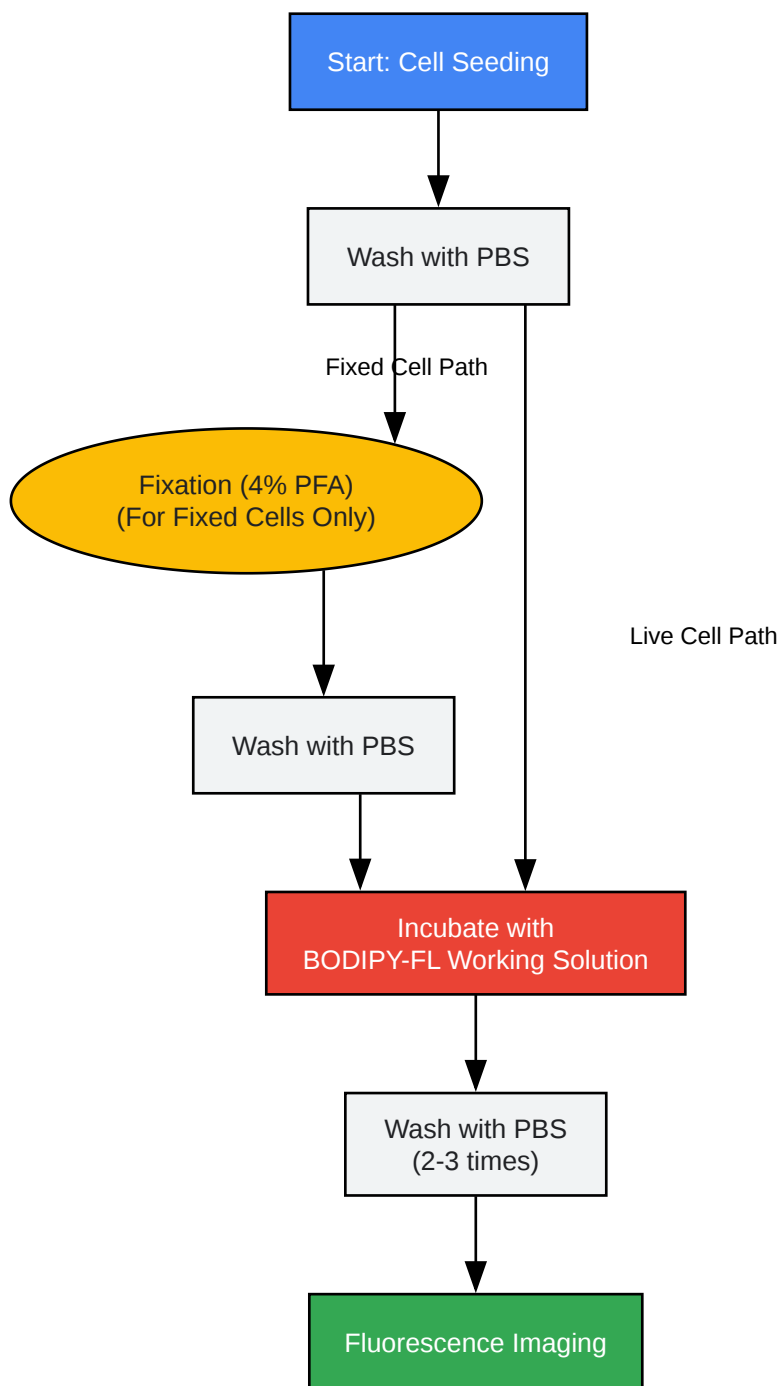 Start: Cell Seeding
Wash with PBS
Fixed Cell Path
Fixation (4% PFA)
(For Fixed Cells Only)
Live Cell Path
Wash with PBS
Incubate with
BODIPY-FL Working Solution
Wash with PBS
(2-3 times)
Fluorescence Imaging